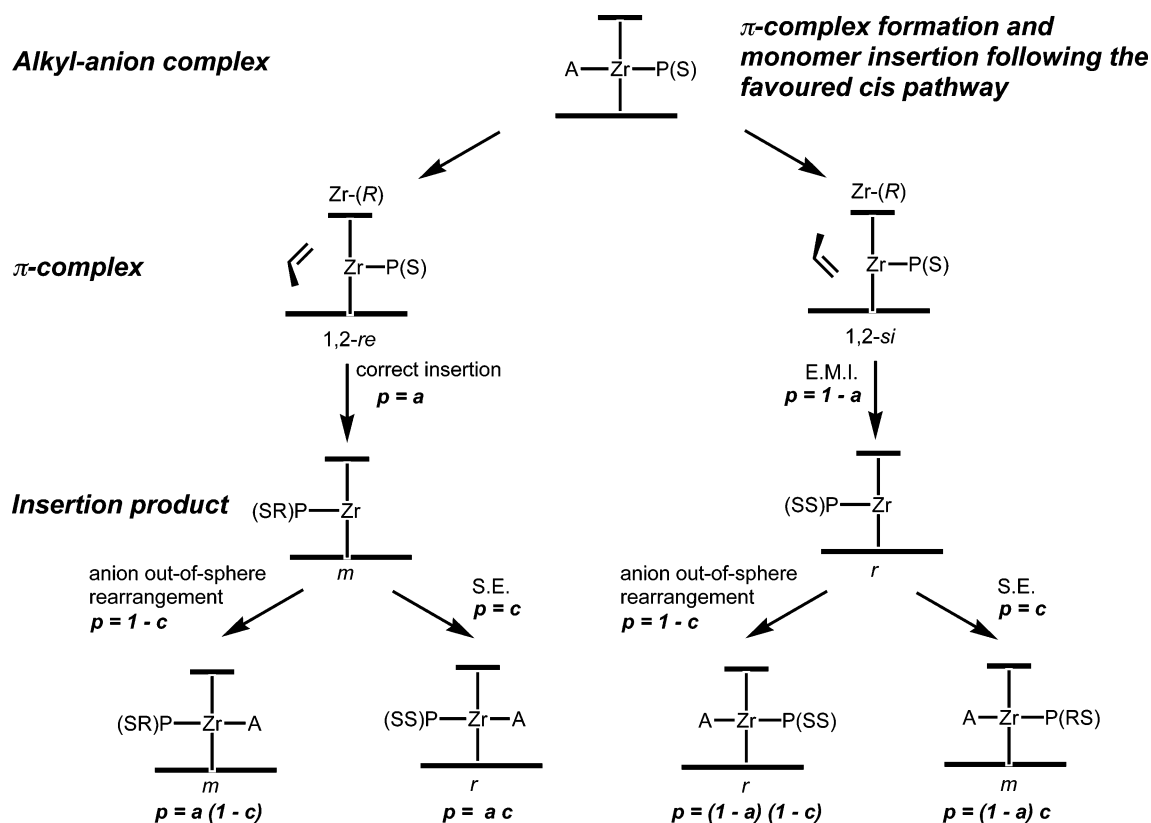 Alkyl-anion complex
A Zr P(S)
π-complex formation and
monomer insertion following the
favoured cis pathway
Zr-(R)
Zr-(R)
π-complex
Zr P(S)
Zr P(S)
1,2-re
1,2-si
correct insertion
p = a
E.M.I.
p = 1 - a
Insertion product
(SR)P Zr
(SS)P Zr
m
r
anion out-of-sphere
rearrangement
p = 1 - c
S.E.
p = c
anion out-of-sphere
rearrangement
p = 1 - c
S.E.
p = c
(SR)P Zr A
(SS)P Zr A
A Zr P(SS)
A Zr P(RS)
m
r
r
m
p = a (1 - c)
p = a c
p = (1 - a) (1 - c)
p = (1 - a) c